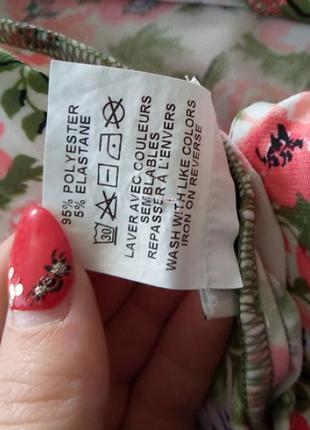 95% POLYESTER
5% ELASTANE
30
LAVER AVEC COULEURS
SEMBLABLES
REPASSER À L'ENVERS
WASH WITH LIKE COLORS
IRON ON REVERSE